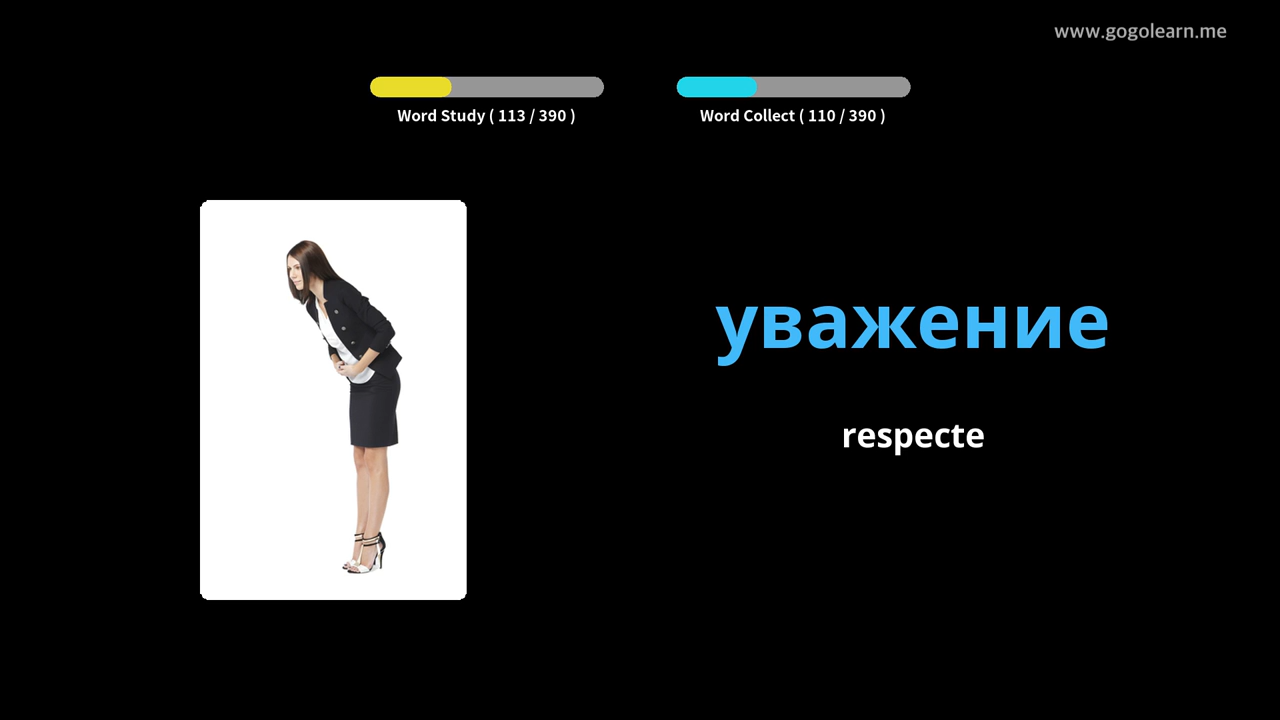 www.gogolearn.me
Word Study ( 113 / 390 )
Word Collect ( 110 / 390 )
уважение
respecte